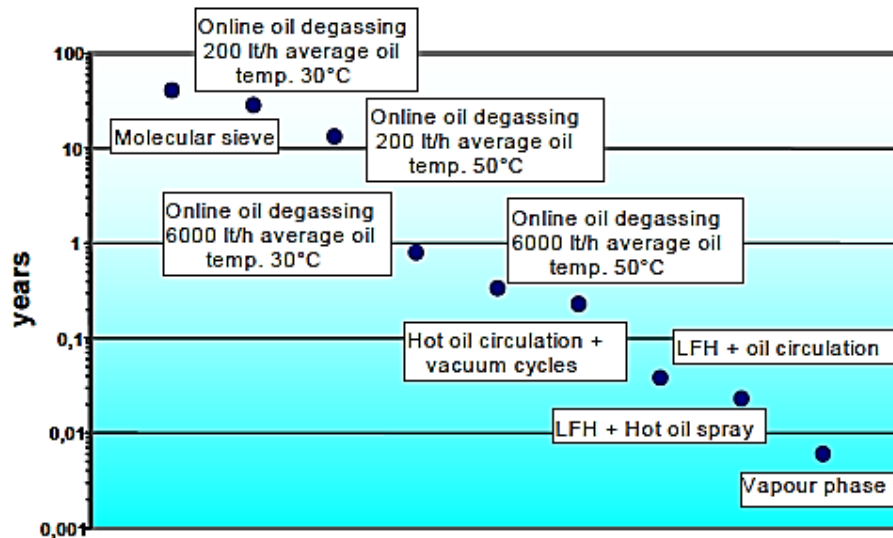 Online oil degassing
200 lt/h average oil
temp. 30°C
100
Molecular sieve
Online oil degassing
200 lt/h average oil
temp. 50°C
10
Online oil degassing
6000 lt/h average oil
temp. 30°C
Online oil degassing
6000 lt/h average oil
temp. 50°C
1
years
0,1
Hot oil circulation +
vacuum cycles
LFH + oil circulation
LFH + Hot oil spray
0,01
Vapour phase
0,001